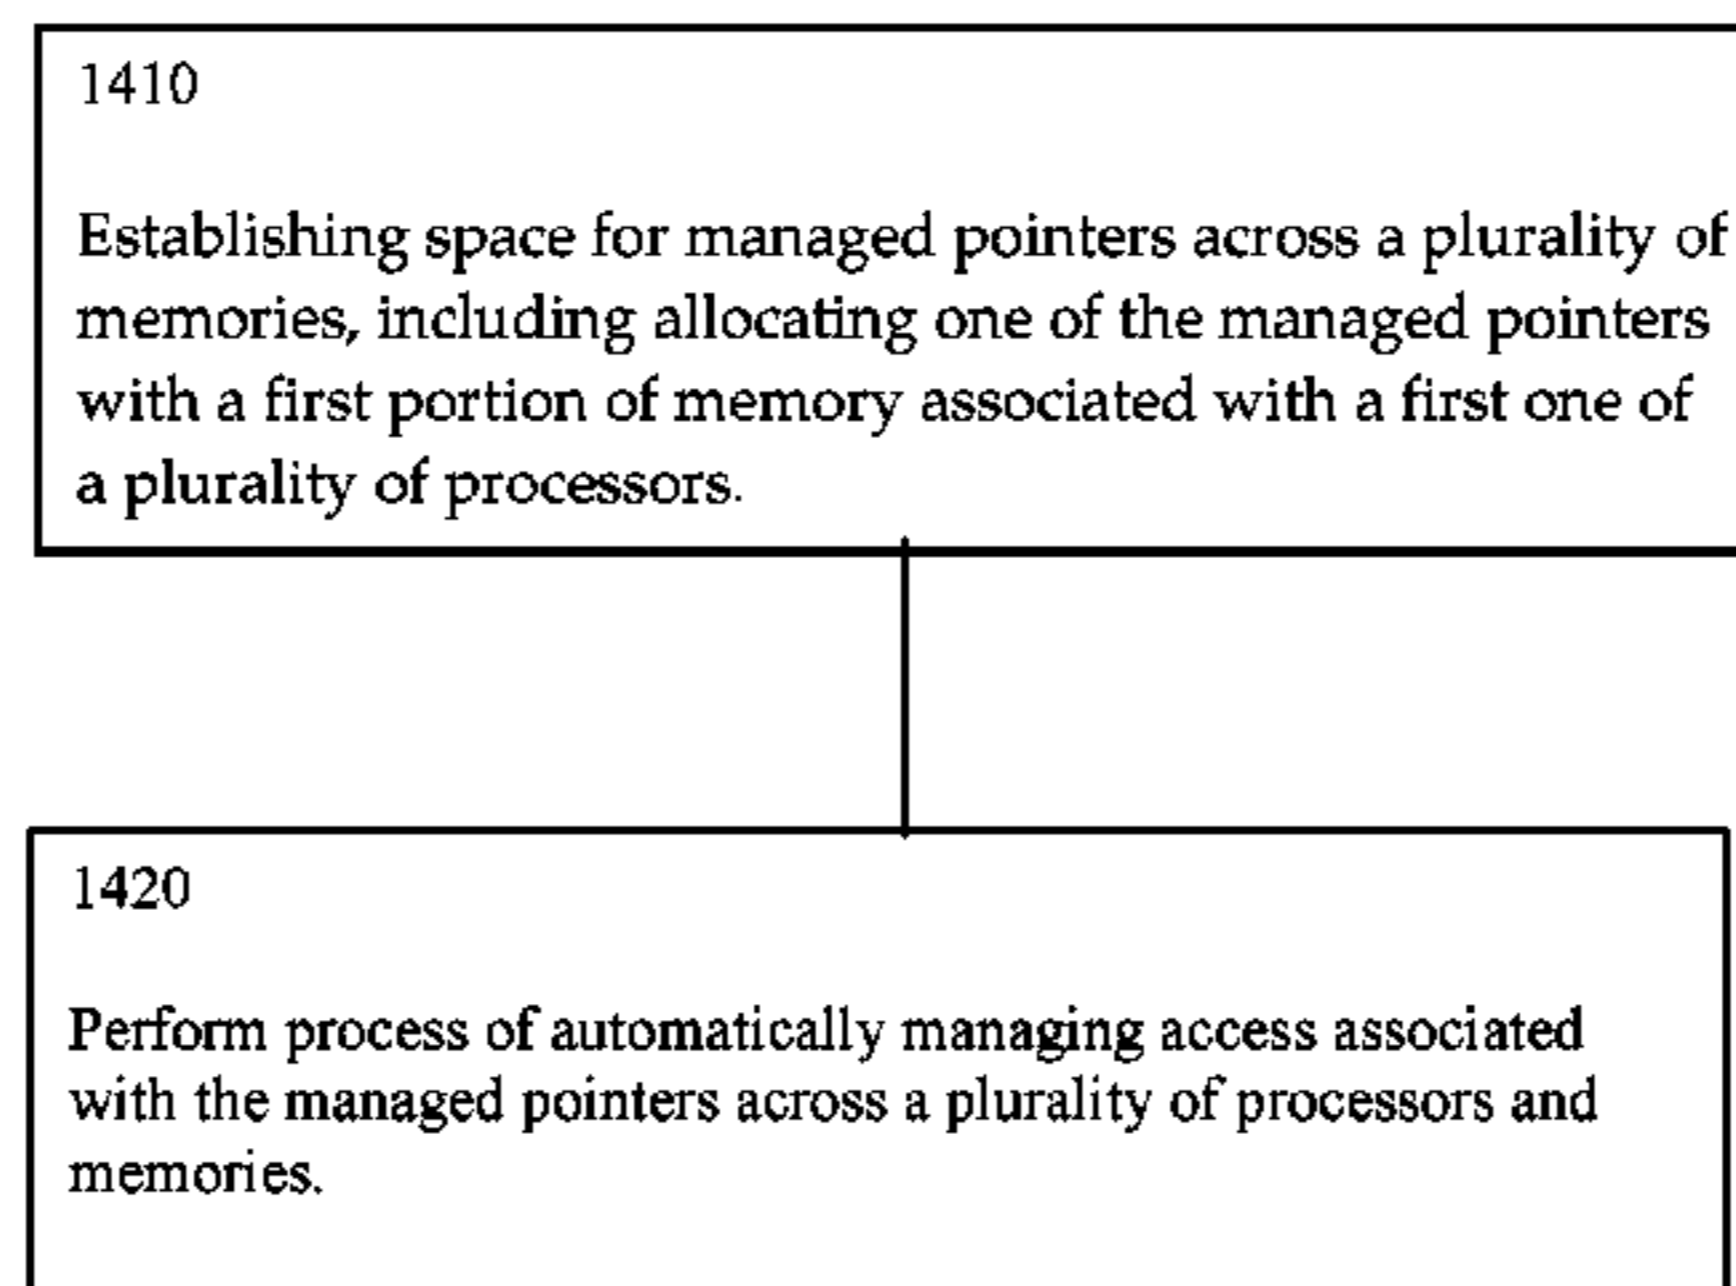 1410
Establishing space for managed pointers across a plurality of
memories, including allocating one of the managed pointers
with a first portion of memory associated with a first one of
a plurality of processors.
1420
Perform process of automatically managing access associated
with the managed pointers across a plurality of processors and
memories.